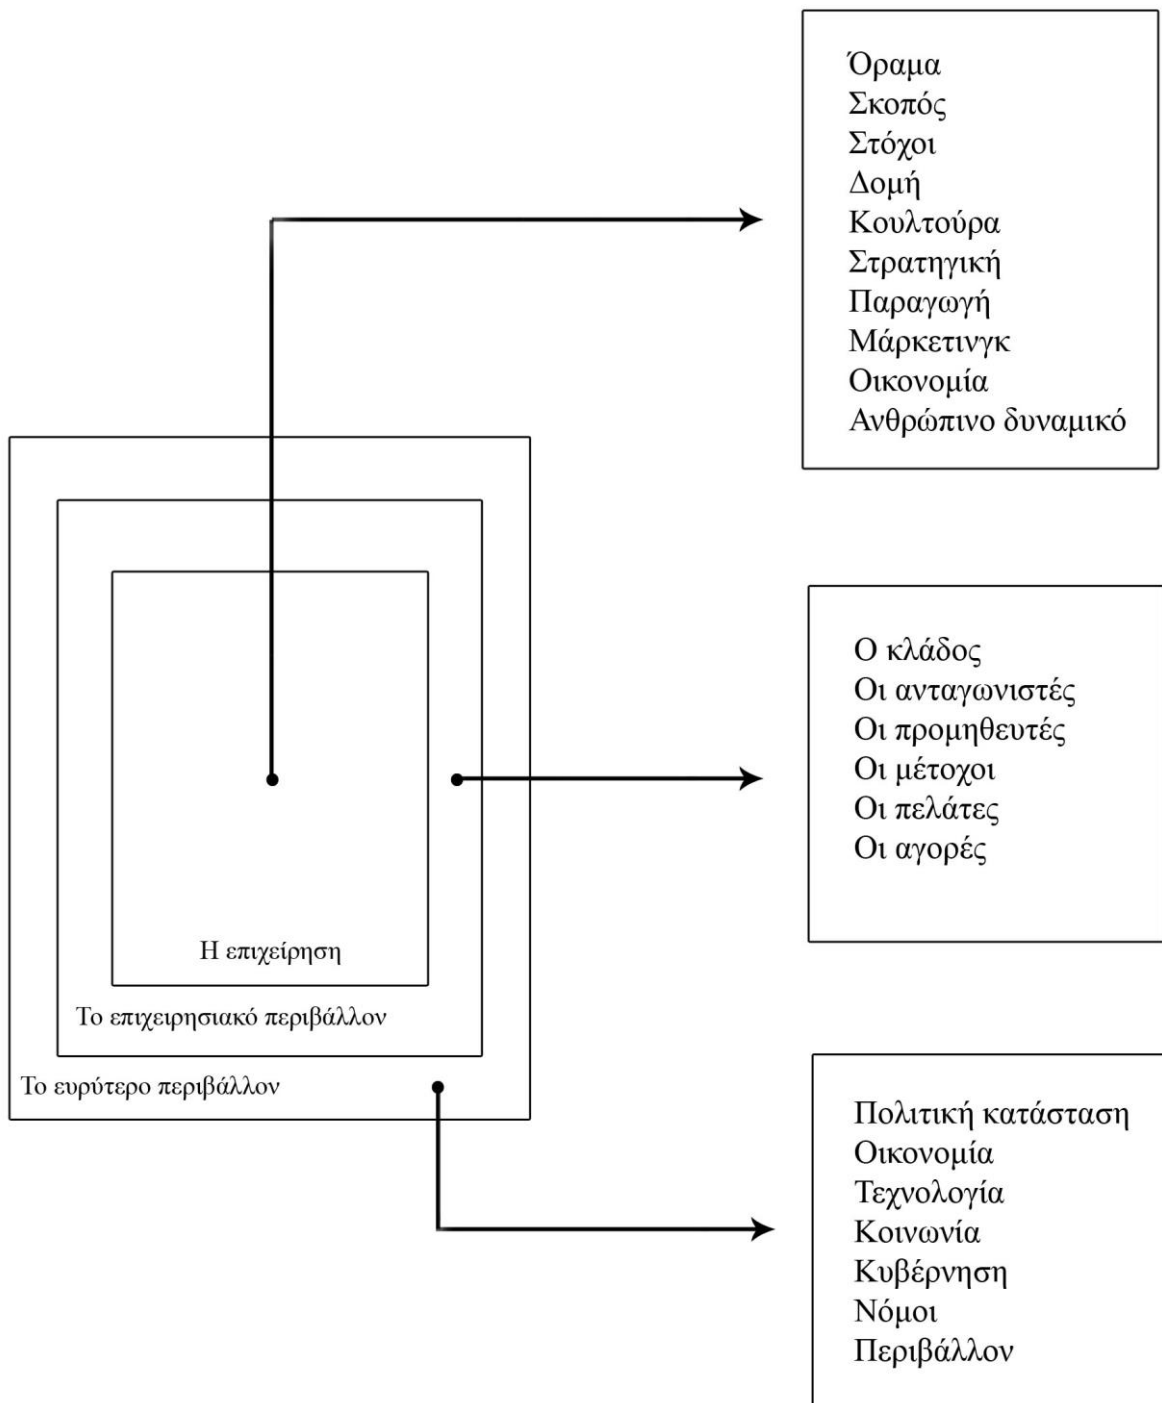 Όραμα
Σκοπός
Στόχοι
Δομή
Κουλτούρα
Στρατηγική
Παραγωγή
Μάρκετινγκ
Οικονομία
Ανθρώπινο δυναμικό
Ο κλάδος
Οι ανταγωνιστές
Οι προμηθευτές
Οι μέτοχοι
Οι πελάτες
Οι αγορές
Η επιχείρηση
Το επιχειρησιακό περιβάλλον
Το ευρύτερο περιβάλλον
Πολιτική κατάσταση
Οικονομία
Τεχνολογία
Κοινωνία
Κυβέρνηση
Νόμοι
Περιβάλλον